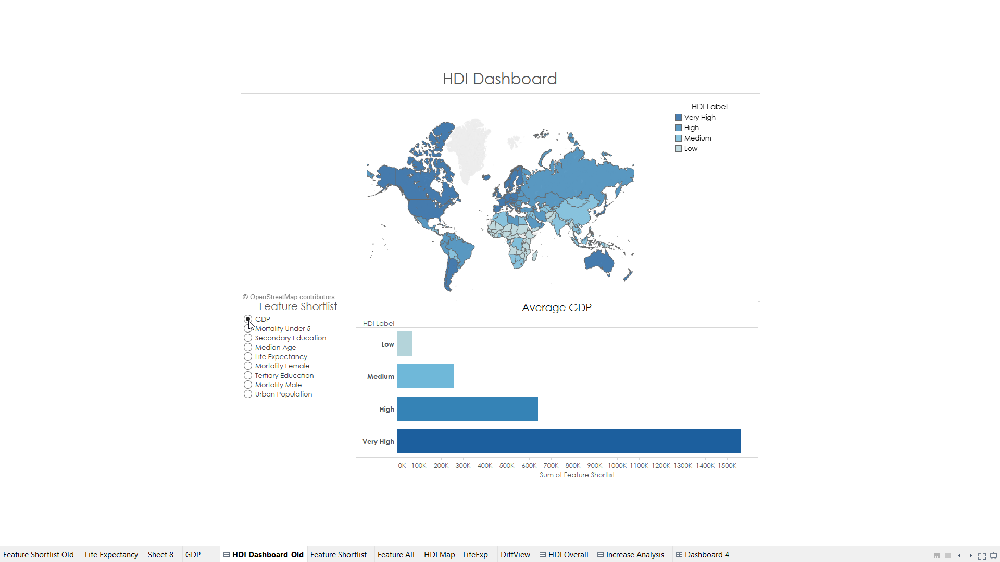 HDI Dashboard
HDI Label
Very High
High
Medium
Low
© OpenStreetMap contributors
Feature Shortlist
GDP
Mortality Under 5
Secondary Education
Median Age
Life Expectancy
Mortality Female
Tertiary Education
Mortality Male
Urban Population
Average GDP
HDI Label
Low
Medium
High
Very High
0K 100K 200K 300K 400K 500K 600K 700K 800K 900K 1000K 1100K 1200K 1300K 1400K 1500K
Sum of Feature Shortlist
Feature Shortlist Old Life Expectancy Sheet 8 GDP HDI Dashboard_Old Feature Shortlist Feature All HDI Map LifeExp DiffView HDI Overall Increase Analysis Dashboard 4